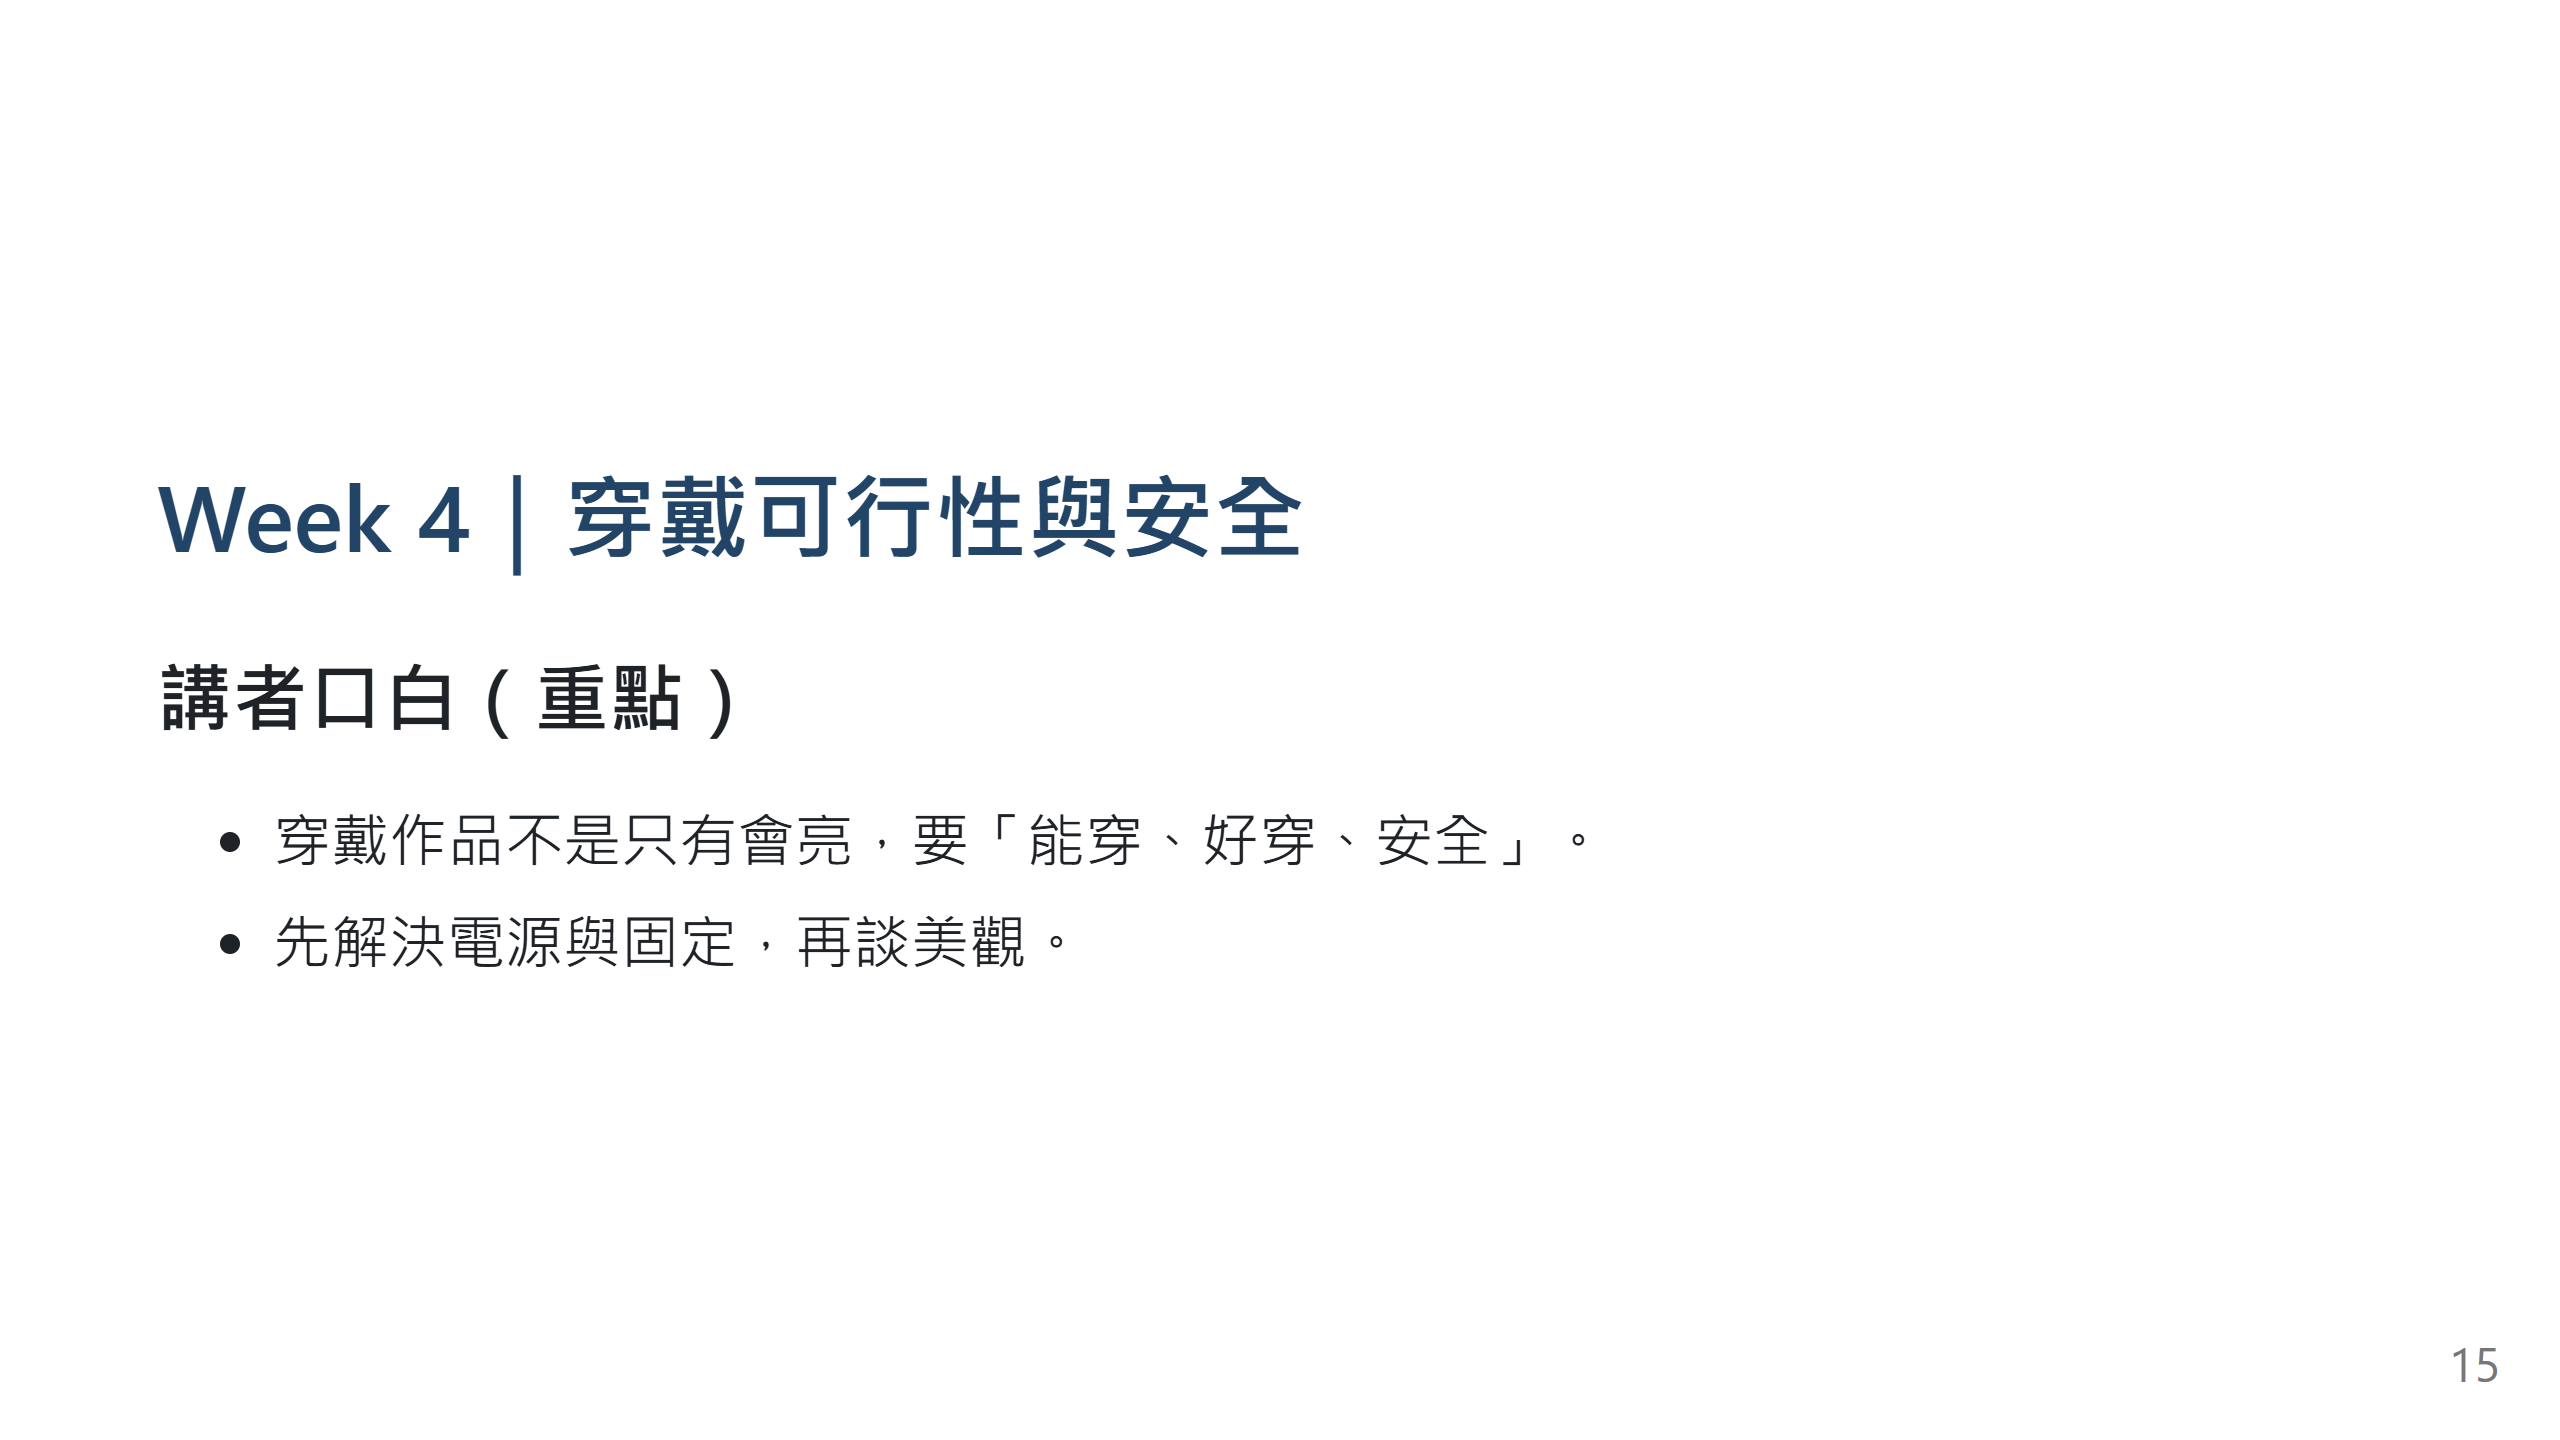 Week 4｜穿戴可行性與安全
講者口白（重點）
• 穿戴作品不是只有會亮，要「能穿、好穿、安全」。
• 先解決電源與固定，再談美觀。
15